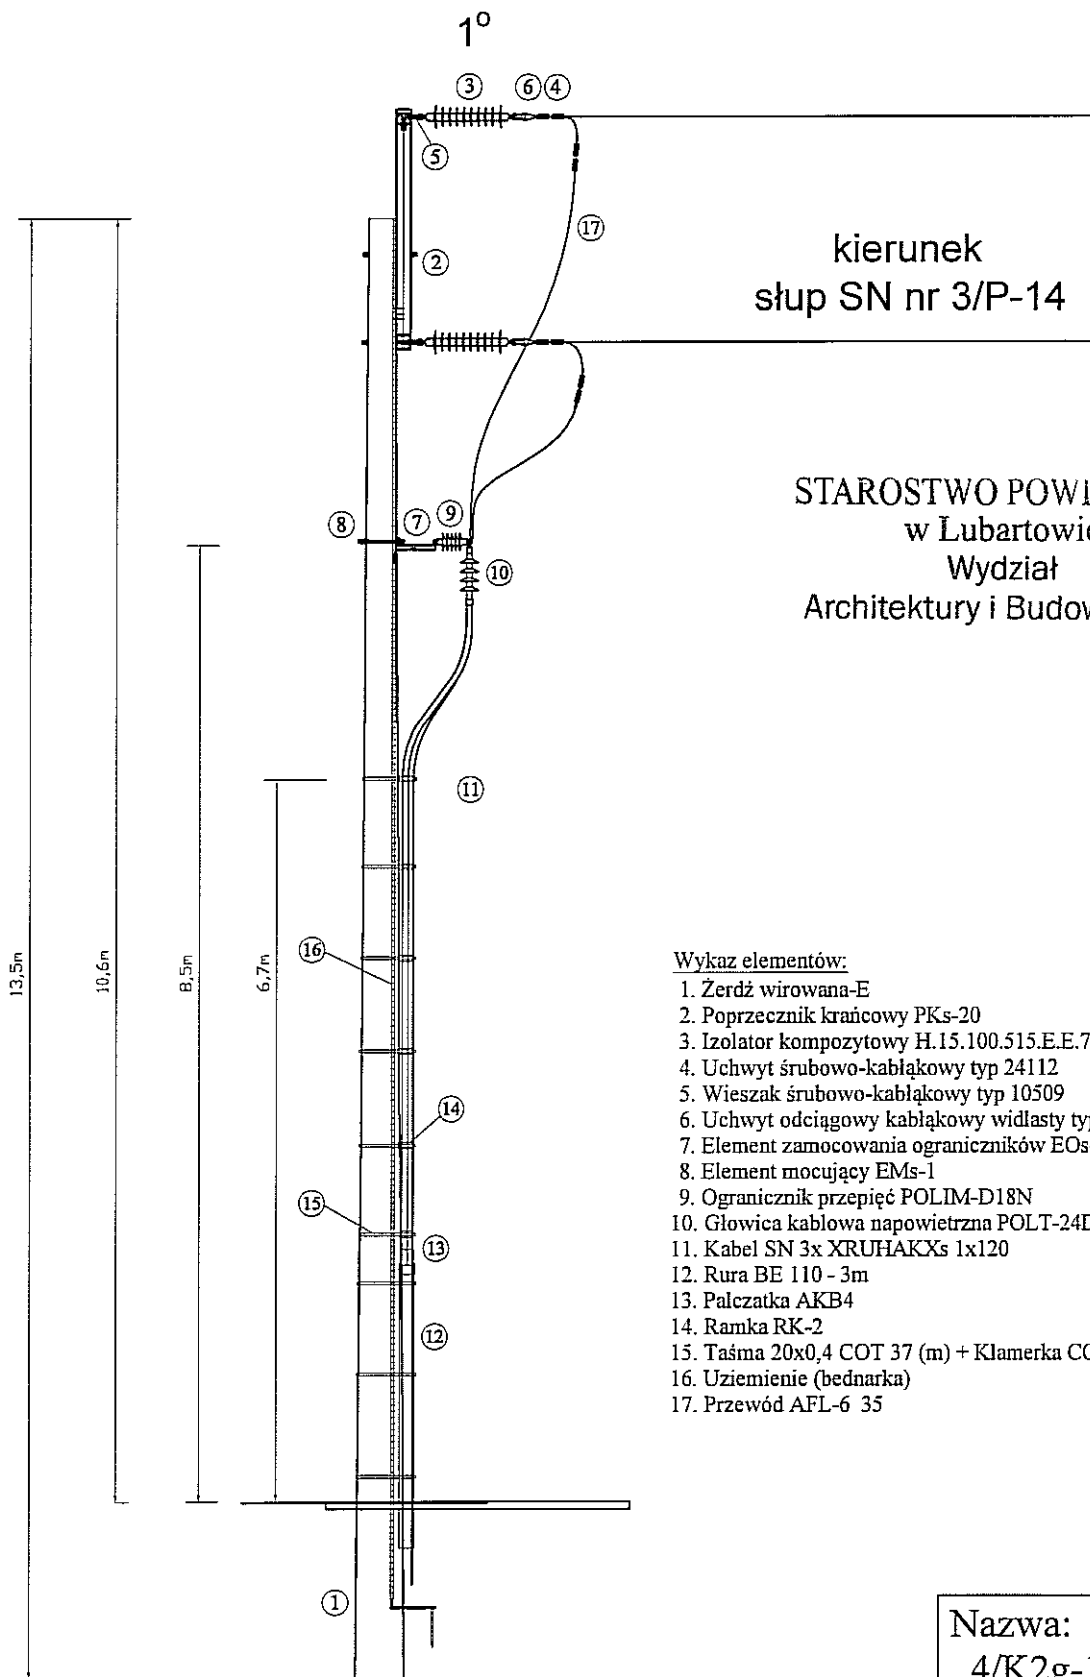 1°
3
6
4
5
17
2
kierunek
słup SN nr 3/P-14
STAROSTWO
w Lubartowie
Wydział
Architektury i
8
7
9
10
11
13,5m
10,6m
8,5m
6,7m
16
14
15
13
12
1
Wykaz elementów:
1. Żerdź wirowana-E
2. Poprzecznik krańcowy PKs-20
3. Izolator kompozytowy H.15.100.515.E.E.7
4. Uchwyt śrubowo-kabłąkowy typ 24112
5. Wieszak śrubowo-kabłąkowy typ 10509
6. Uchwyt odciągowy kabłąkowy widlasty
7. Element zamocowania ograniczników EOs
8. Element mocujący EMs-1
9. Ogranicznik przepięć POLIM-D18N
10. Głowica kablowa napowietrzna POLT-24D
11. Kabel SN 3x XRUHAKXs 1x120
12. Rura BE 110 - 3m
13. Palczatka AKB4
14. Ramka RK-2
15. Taśma 20x0,4 COT 37 (m) + Klamerka
16. Uziemienie (bednarka)
17. Przewód AFL-6 35
Nazwa:
4/K2g-